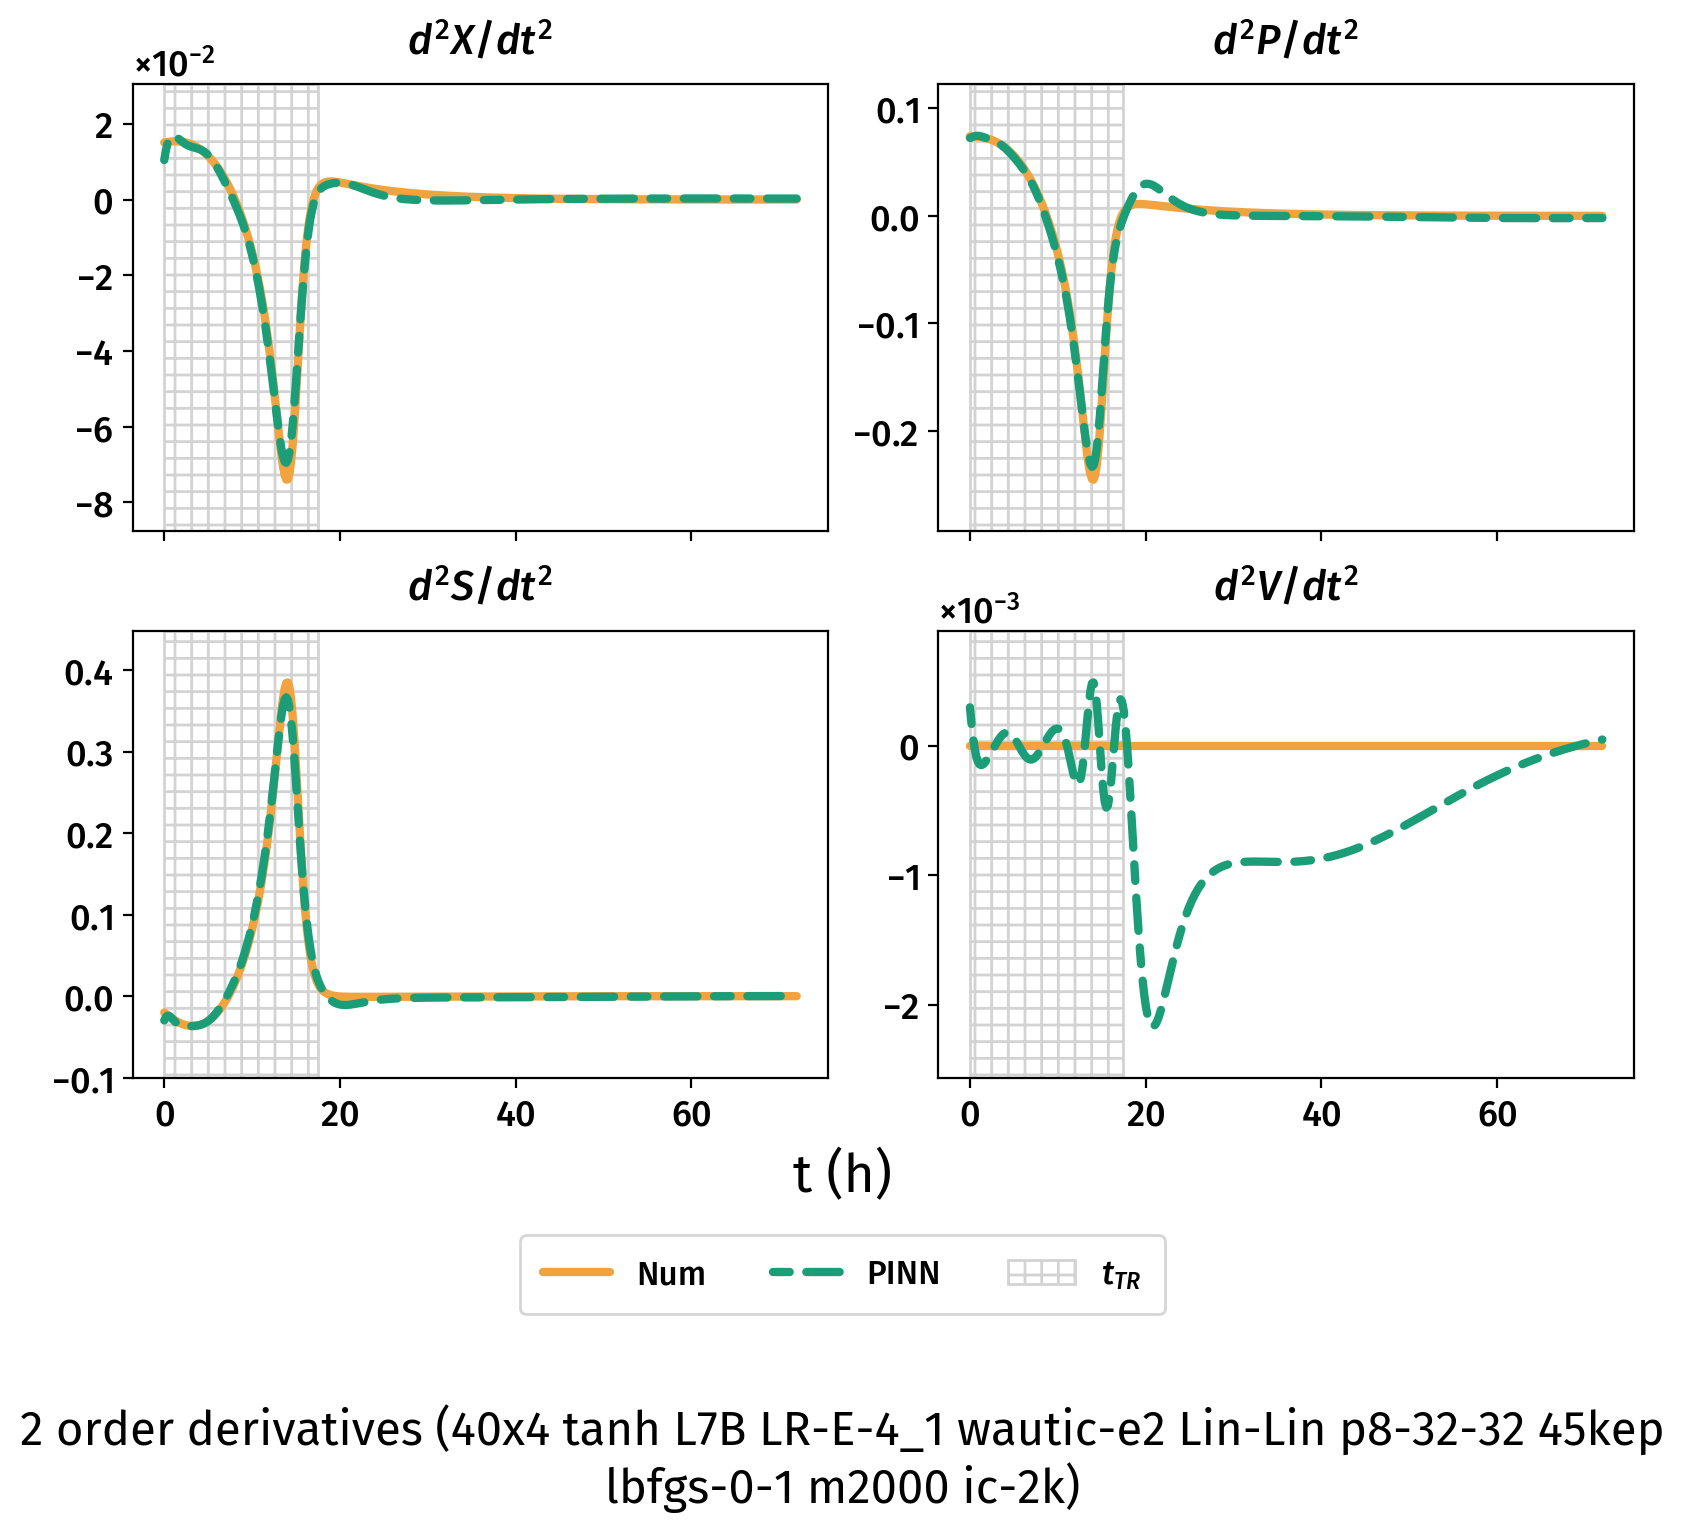 d²X/dt²
×10⁻²
2
0
−2
−4
−6
−8
d²P/dt²
0.1
0.0
−0.1
−0.2
d²S/dt²
0.4
0.3
0.2
0.1
0.0
−0.1
0 20 40 60
d²V/dt²
×10⁻³
0
−1
−2
0 20 40 60
t (h)
Num PINN t_TR
2 order derivatives (40x4 tanh L7B LR-E-4_1 wautic-e2 Lin-Lin p8-32-32 45kep
lbfgs-0-1 m2000 ic-2k)